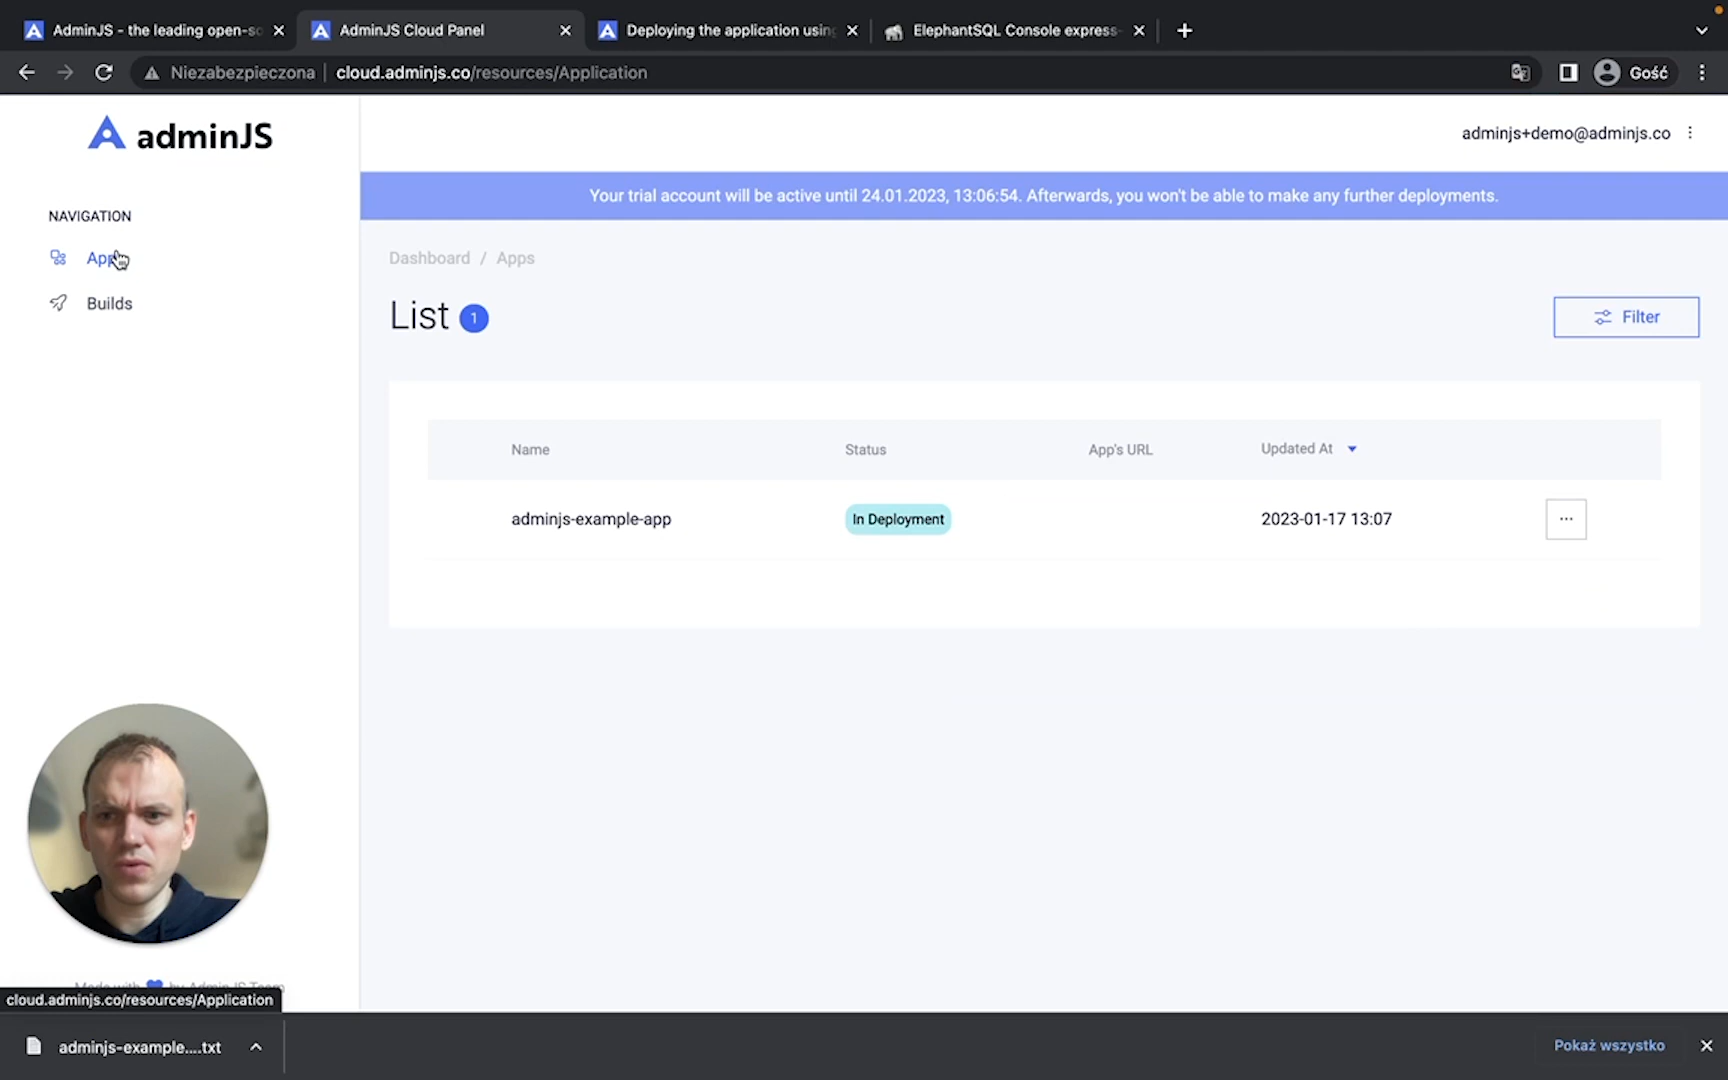 AdminJS - the leading open-so
AdminJS Cloud Panel
Deploying the application using
ElephantSQL Console express-
Niezabezpieczona
cloud.adminjs.co/resources/Application
Gość
adminJS
adminjs+demo@adminjs.co
Your trial account will be active until 24.01.2023, 13:06:54. Afterwards, you won't be able to make any further deployments.
NAVIGATION
Builds
Dashboard / Apps
List 1
Filter
Name Status App's URL Updated At
adminjs-example-app In Deployment 2023-01-17 13:07
Made with by AdminJS Team
cloud.adminjs.co/resources/Application
adminjs-example....txt
Pokaż wszystko